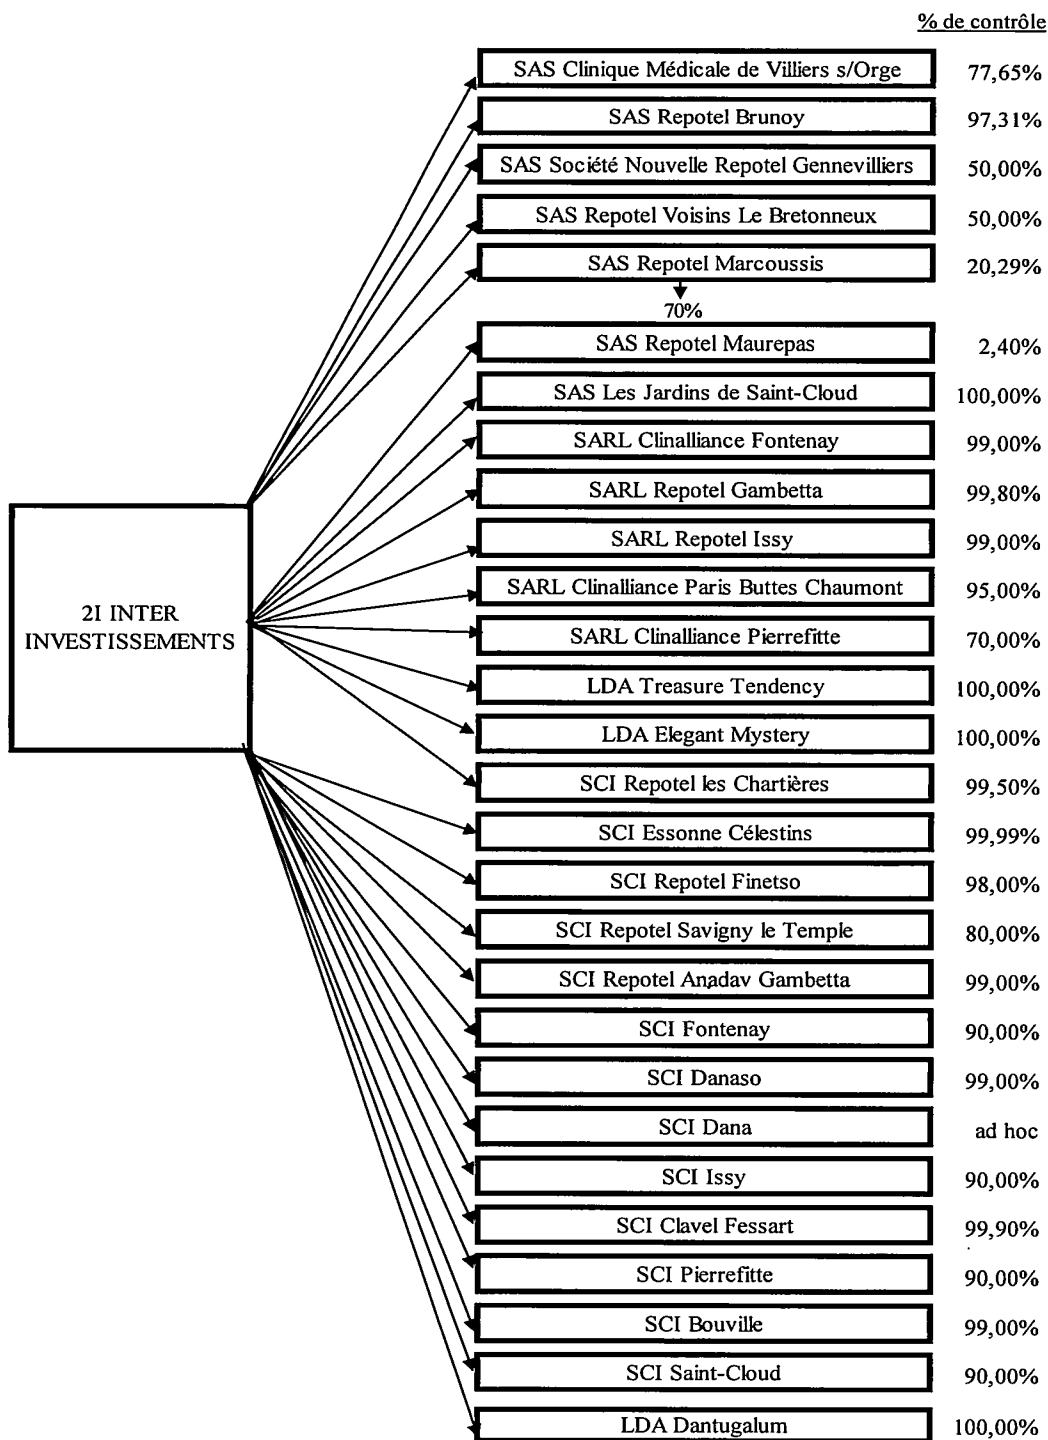 % de contrôle
SAS Clinique Médicale de Villiers s/Orge 77,65%
SAS Repotel Brunoy 97,31%
SAS Société Nouvelle Repotel Gennevilliers 50,00%
SAS Repotel Voisins Le Bretonneux 50,00%
SAS Repotel Marcoussis 20,29%
70%
SAS Repotel Maurepas 2,40%
SAS Les Jardins de Saint-Cloud 100,00%
SARL Clinalliance Fontenay 99,00%
SARL Repotel Gambetta 99,80%
SARL Repotel Issy 99,00%
SARL Clinalliance Paris Buttes Chaumont 95,00%
2I INTER
INVESTISSEMENTS
SARL Clinalliance Pierrefitte 70,00%
LDA Treasure Tendency 100,00%
LDA Elegant Mystery 100,00%
SCI Repotel les Chartières 99,50%
SCI Essonne Célestins 99,99%
SCI Repotel Finetso 98,00%
SCI Repotel Savigny le Temple 80,00%
SCI Repotel Anadav Gambetta 99,00%
SCI Fontenay 90,00%
SCI Danaso 99,00%
SCI Dana ad hoc
SCI Issy 90,00%
SCI Clavel Fessart 99,90%
SCI Pierrefitte 90,00%
SCI Bouville 99,00%
SCI Saint-Cloud 90,00%
LDA Dantugalum 100,00%